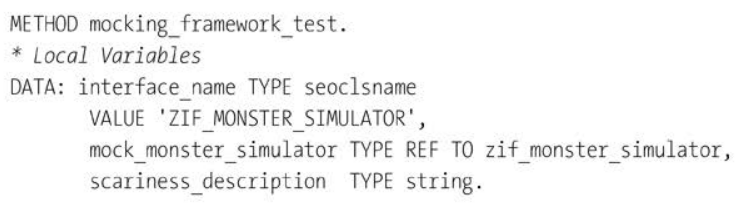 METHOD mocking_framework_test.
* Local Variables
DATA: interface_name TYPE seoclsname
VALUE 'ZIF_MONSTER_SIMULATOR',
mock_monster_simulator TYPE REF TO zif_monster_simulator,
scariness_description TYPE string.